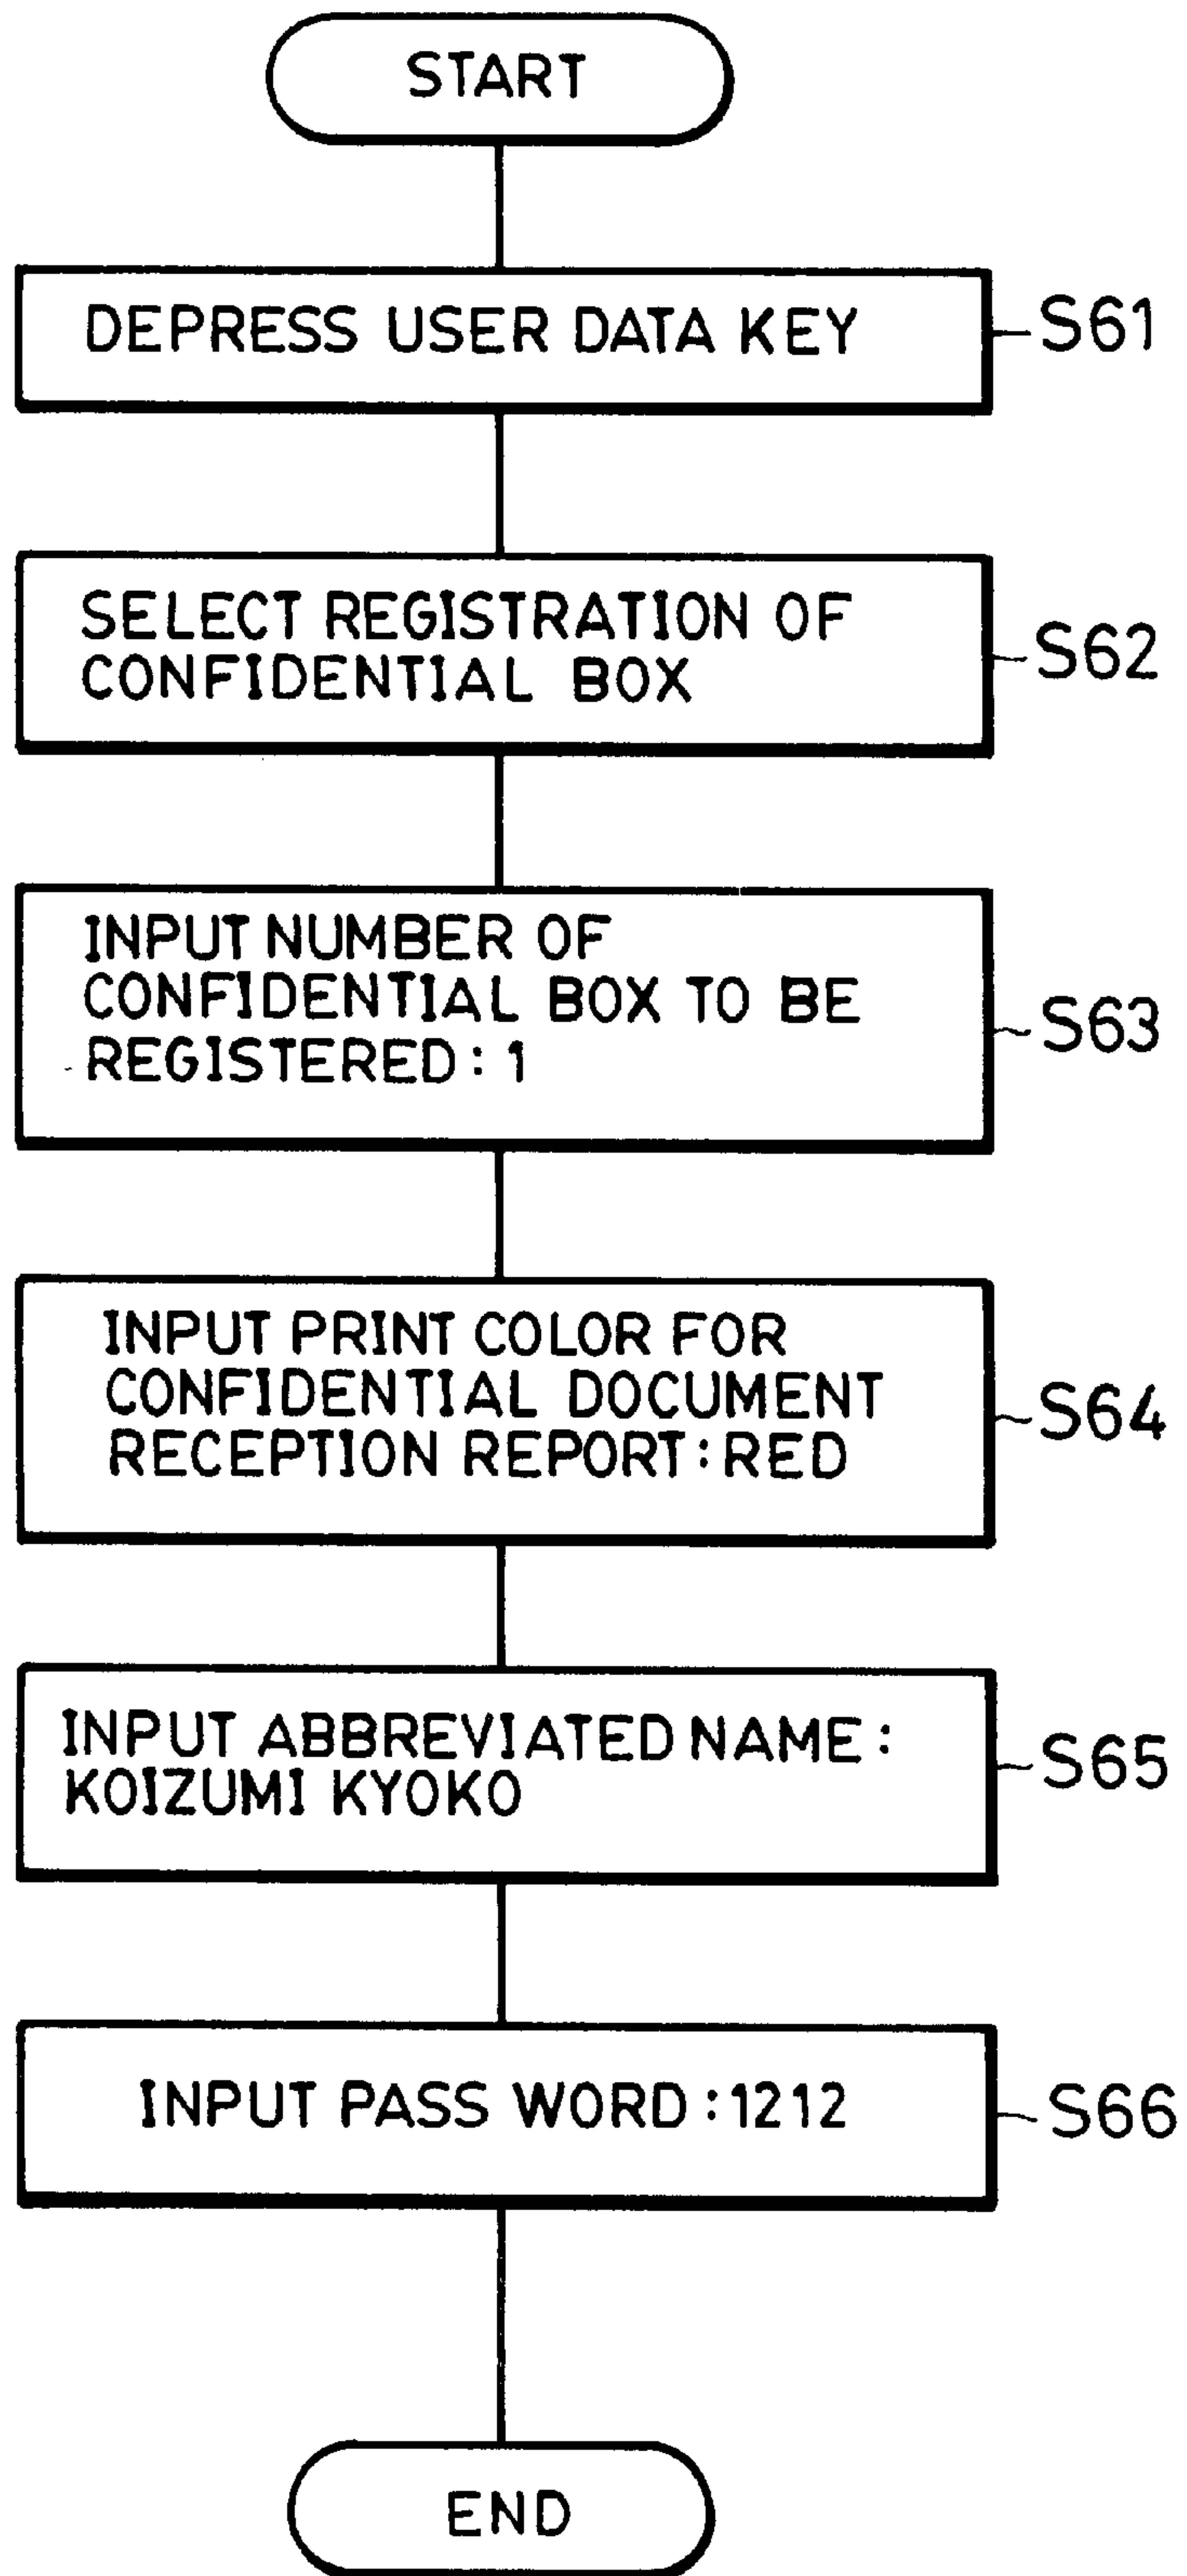 START
DEPRESS USER DATA KEY
S61
SELECT REGISTRATION OF
CONFIDENTIAL BOX
S62
INPUT NUMBER OF
CONFIDENTIAL BOX TO BE
REGISTERED : 1
S63
INPUT PRINT COLOR FOR
CONFIDENTIAL DOCUMENT
RECEPTION REPORT : RED
S64
INPUT ABBREVIATED NAME :
KOIZUMI KYOKO
S65
INPUT PASS WORD : 1212
S66
END